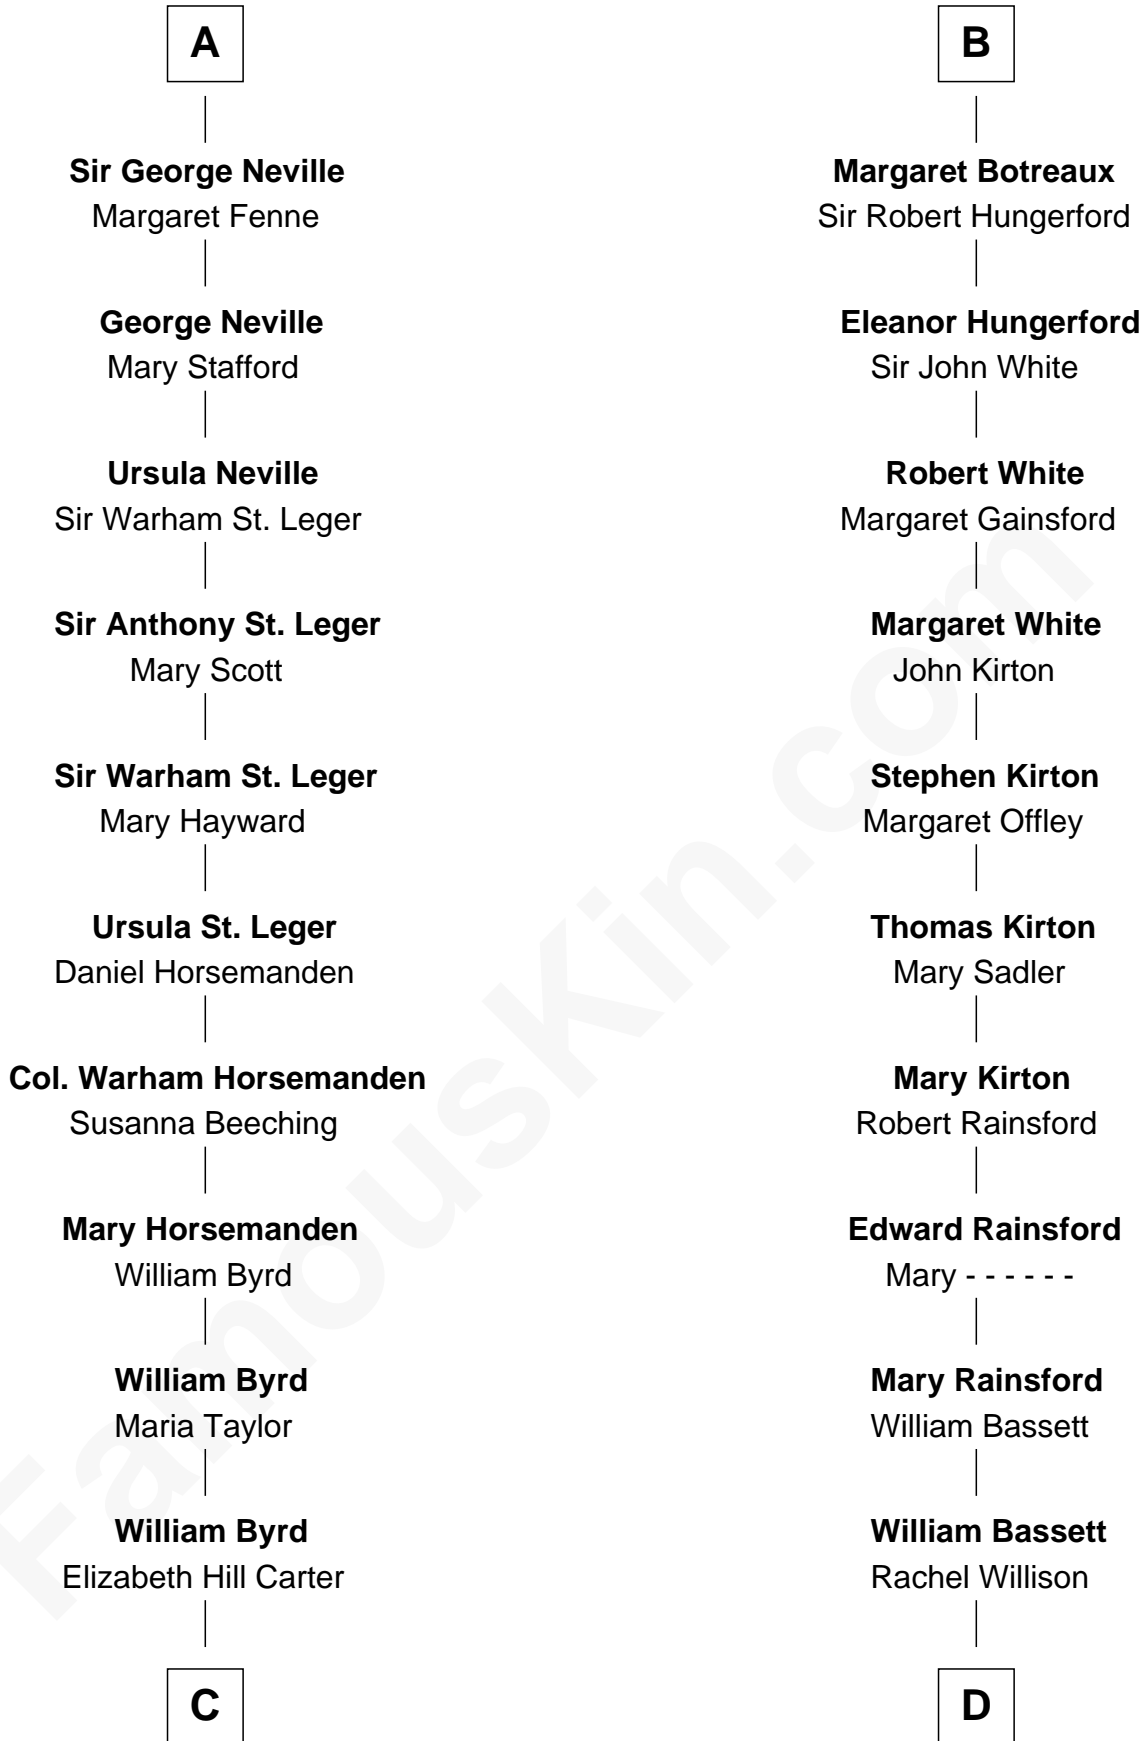 A
Sir George Neville
Margaret Fenne
George Neville
Mary Stafford
Ursula Neville
Sir Warham St. Leger
Sir Anthony St. Leger
Mary Scott
Sir Warham St. Leger
Mary Hayward
Ursula St. Leger
Daniel Horsemanden
Col. Warham Horsemanden
Susanna Beeching
Mary Horsemanden
William Byrd
William Byrd
Maria Taylor
William Byrd
Elizabeth Hill Carter
C
B
Margaret Botreaux
Sir Robert Hungerford
Eleanor Hungerford
Sir John White
Robert White
Margaret Gainsford
Margaret White
John Kirton
Stephen Kirton
Margaret Offley
Thomas Kirton
Mary Sadler
Mary Kirton
Robert Rainsford
Edward Rainsford
Mary - - - - - -
Mary Rainsford
William Bassett
William Bassett
Rachel Willison
D
FamousKin.com